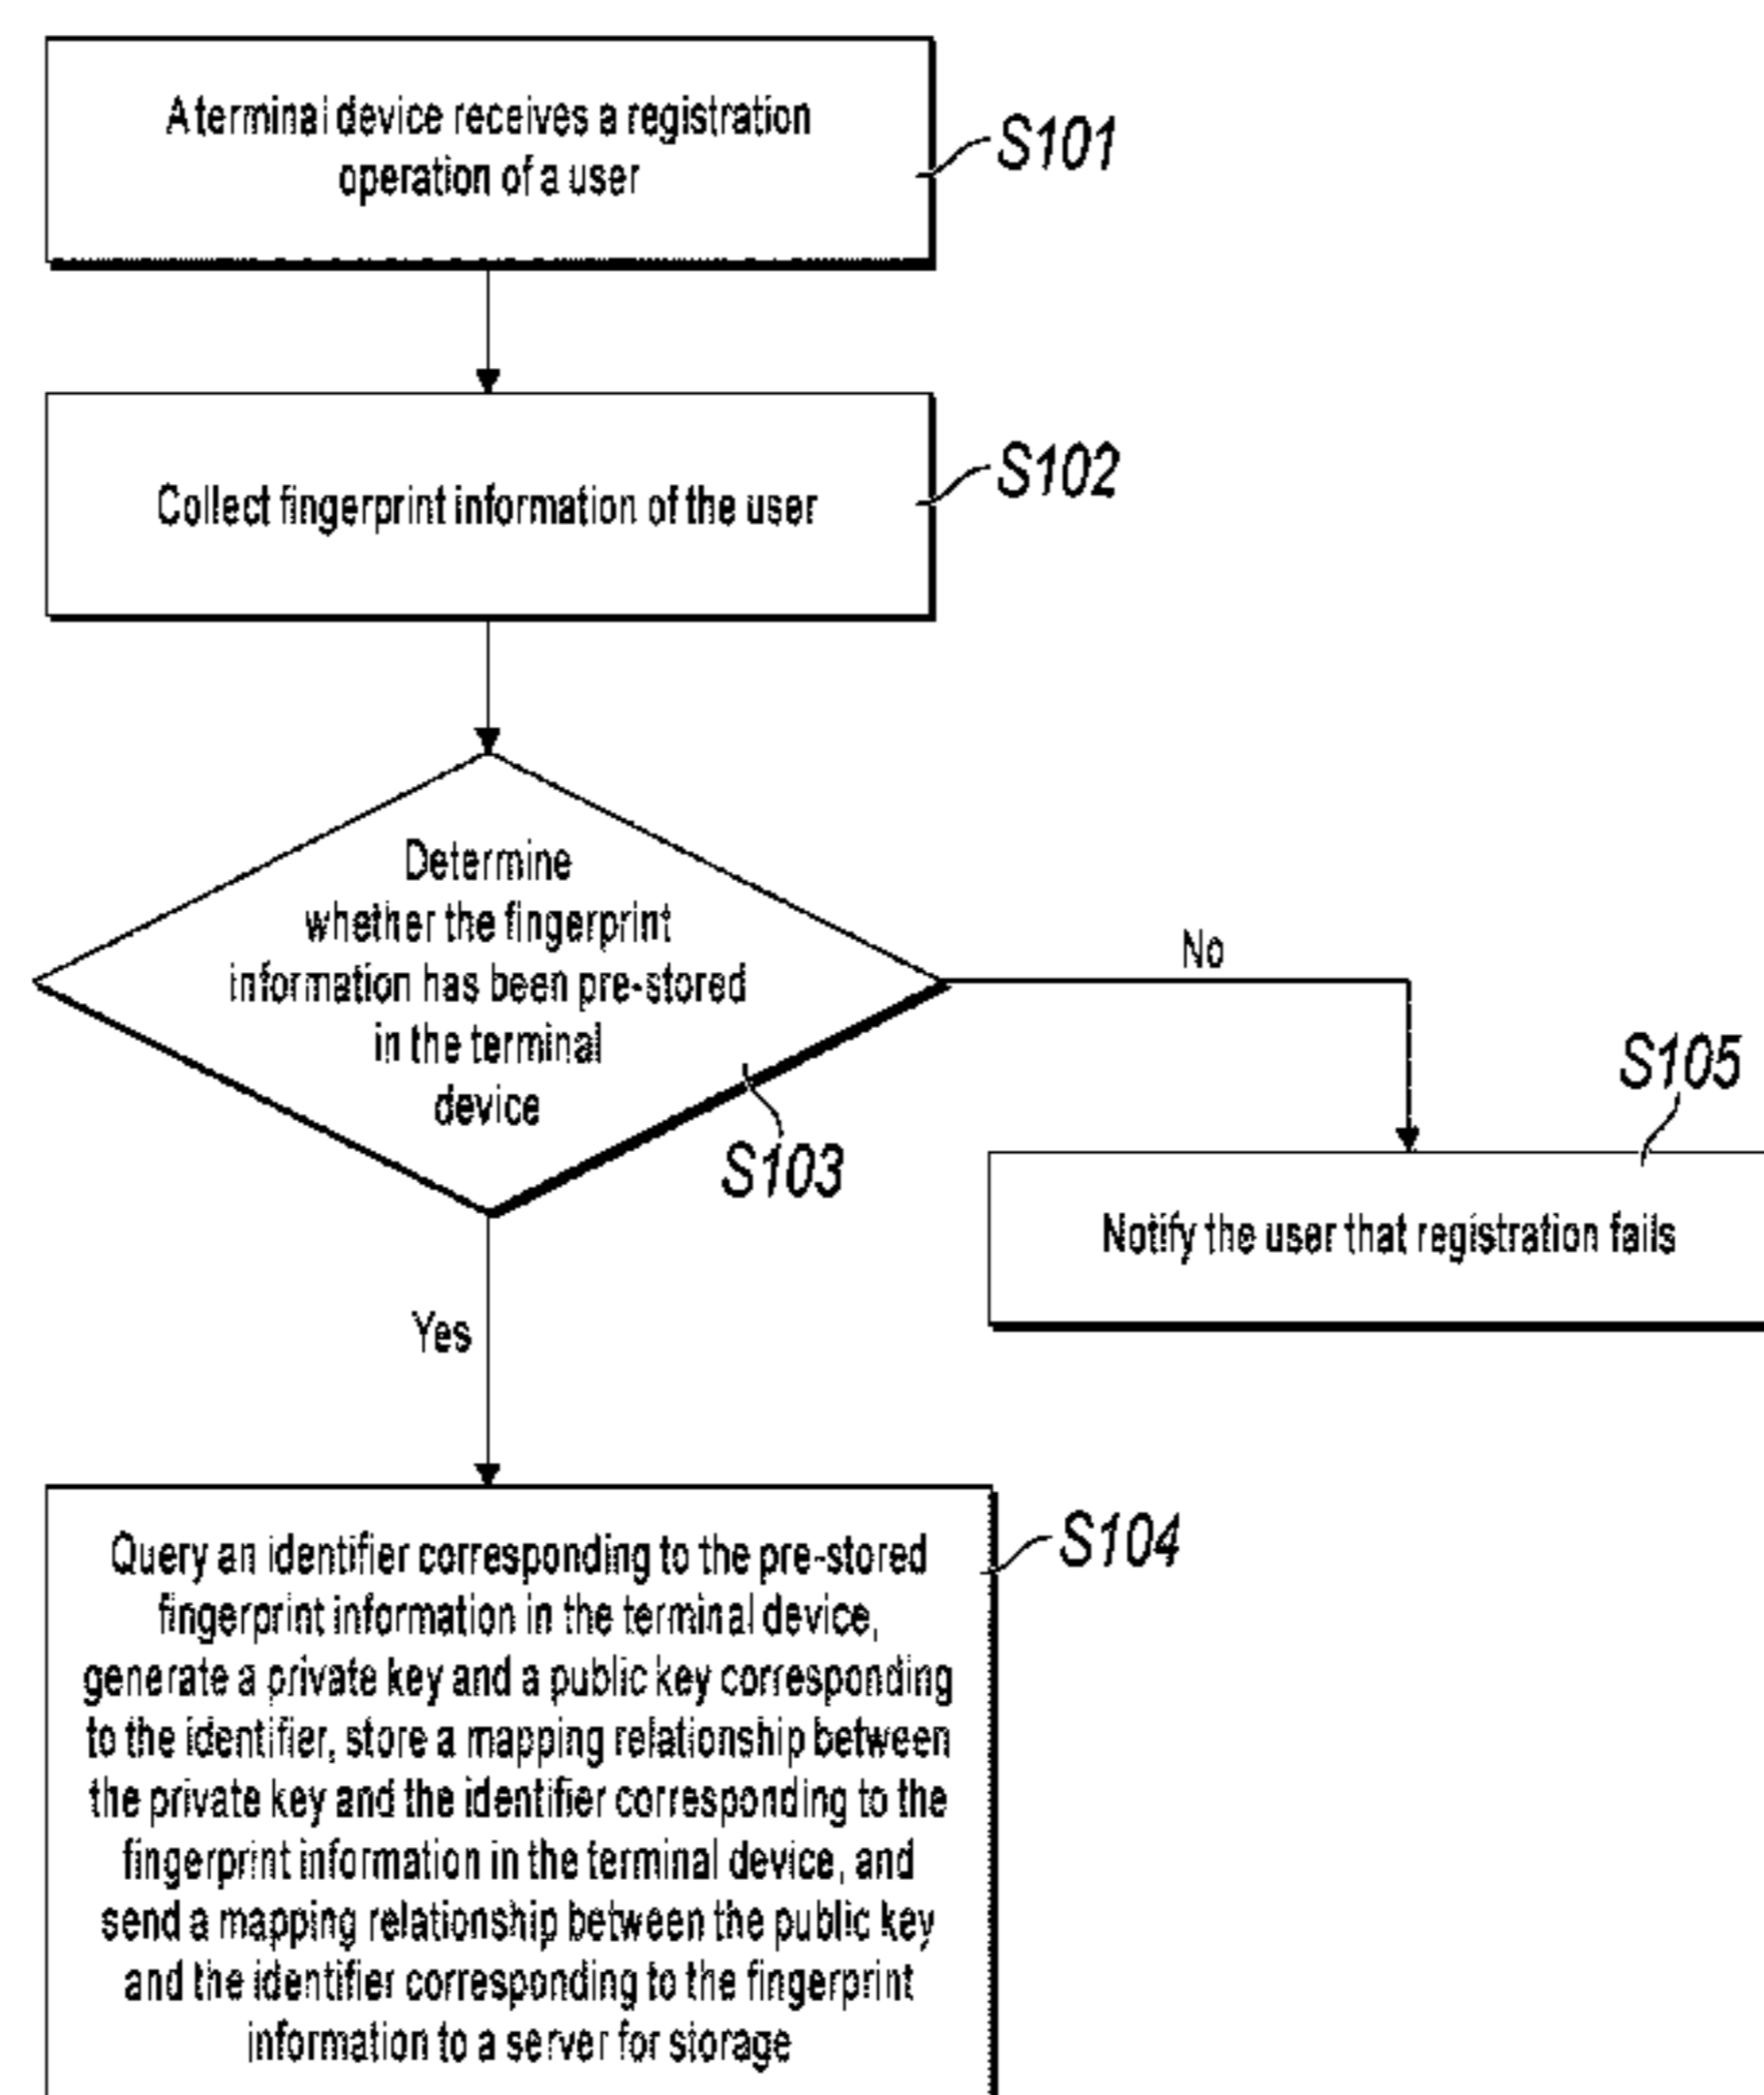 A terminal device receives a registration
operation of a user
S101
Collect fingerprint information of the user
S102
Determine
whether the fingerprint
information has been pre-stored
in the terminal
device
S103
No
S105
Notify the user that registration fails
Yes
Query an identifier corresponding to the pre-stored
fingerprint information in the terminal device,
generate a private key and a public key corresponding
to the identifier, store a mapping relationship between
the private key and the identifier corresponding to the
fingerprint information in the terminal device, and
send a mapping relationship between the public key
and the identifier corresponding to the fingerprint
information to a server for storage
S104